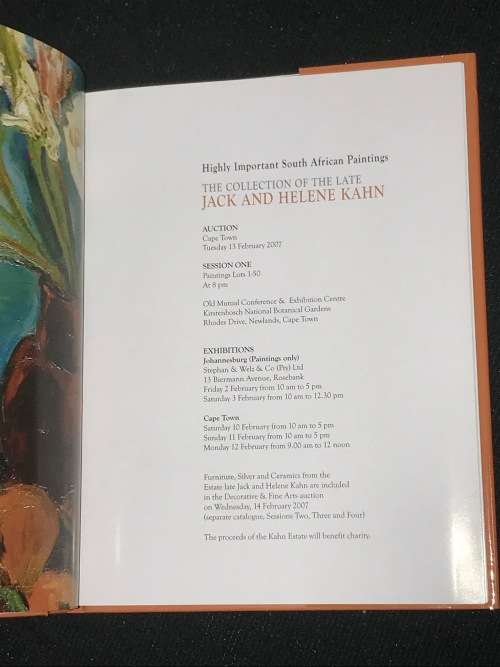 Highly Important South African Paintings
THE COLLECTION OF THE LATE
JACK AND HELENE KAHN
AUCTION
Cape Town
Tuesday 13 February 2007
SESSION ONE
Paintings Lots 1-50
At 8 pm
Old Mutual Conference & Exhibition Centre
Kirstenbosch National Botanical Gardens
Rhodes Drive, Newlands, Cape Town
EXHIBITIONS
Johannesburg (Paintings only)
Stephan & Welz & Co (Pty) Ltd
13 Biermann Avenue, Rosebank
Friday 2 February from 10 am to 5 pm
Saturday 3 February from 10 am to 12.30 pm
Cape Town
Saturday 10 February from 10 am to 5 pm
Sunday 11 February from 10 am to 5 pm
Monday 12 February from 9.00 am to 12 noon
Furniture, Silver and Ceramics from the
Estate late Jack and Helene Kahn are included
in the Decorative & Fine Arts auction
on Wednesday, 14 February 2007
(separate catalogue, Sessions Two, Three and Four)
The proceeds of the Kahn Estate will benefit charity.